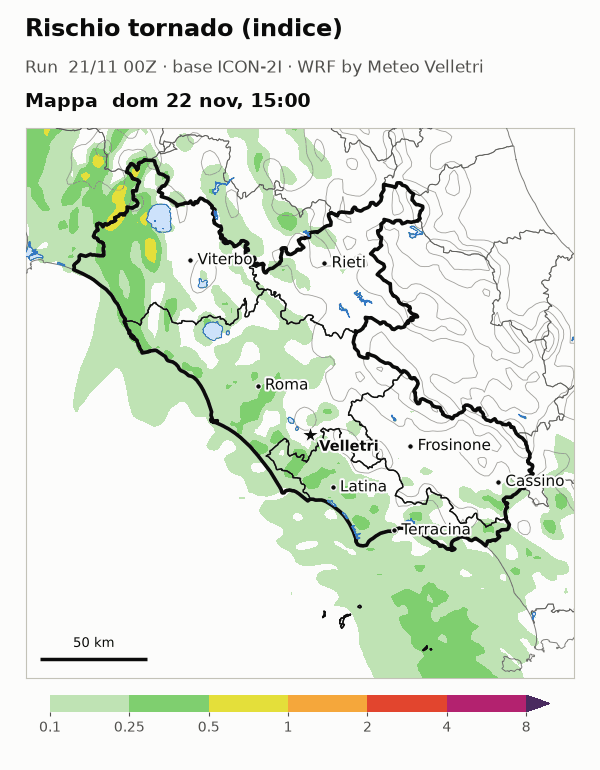 Rischio tornado (indice)
Run 21/11 00Z · base ICON-2I · WRF by Meteo Velletri
Mappa dom 22 nov, 15:00
Viterbo
Rieti
Roma
Velletri
Frosinone
Latina
Cassino
Terracina
50 km
0.1 0.25 0.5 1 2 4 8